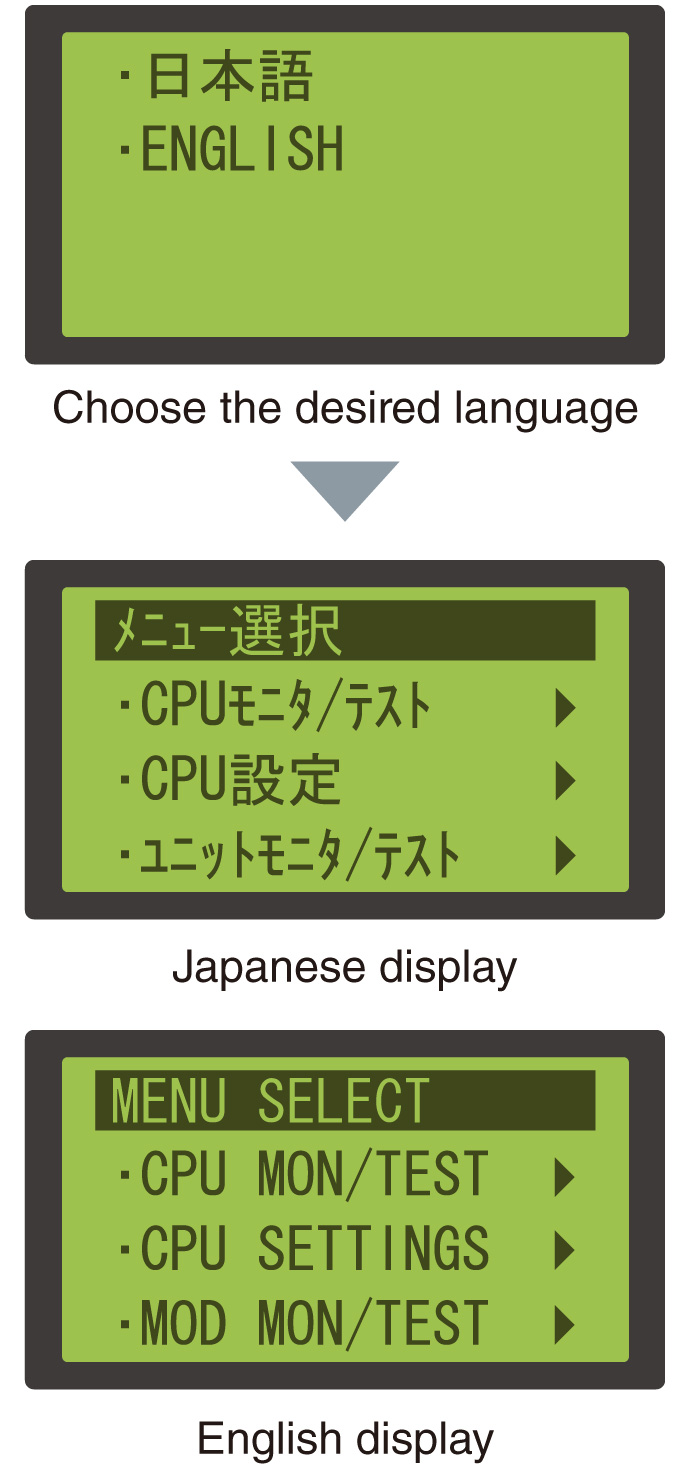 ·日本語
·ENGLISH
Choose the desired language
ﾒﾆｭｰ選択
·CPUﾓﾆﾀ/ﾃｽﾄ
·CPU設定
·ﾕﾆｯﾄﾓﾆﾀ/ﾃｽﾄ
Japanese display
MENU SELECT
·CPU MON/TEST
·CPU SETTINGS
·MOD MON/TEST
English display